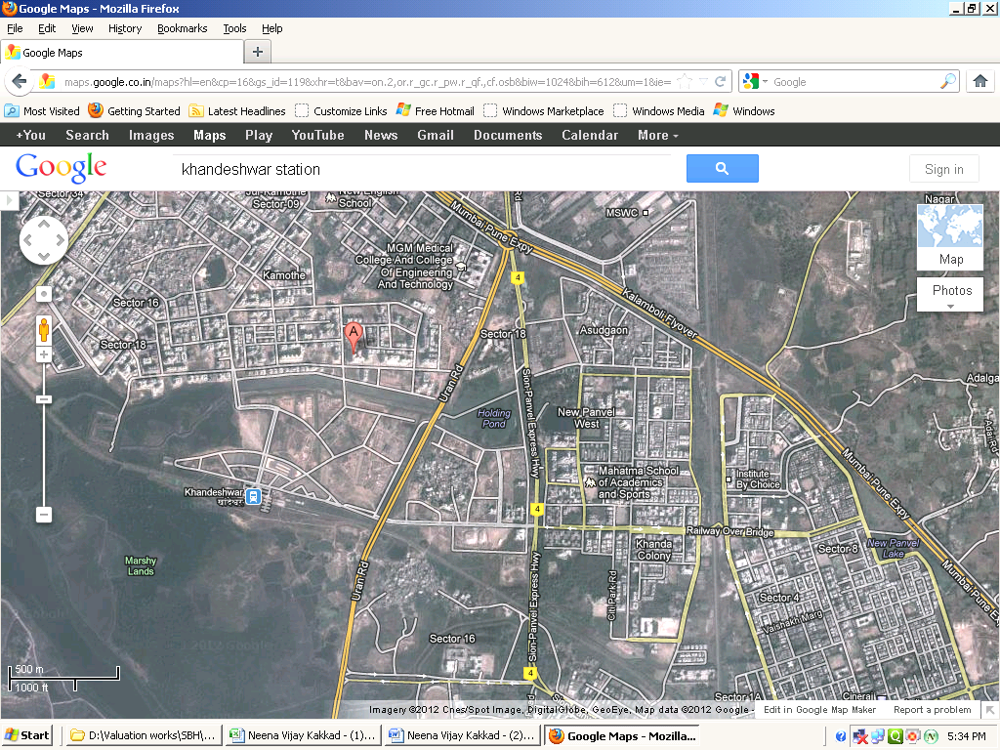 Google Maps - Mozilla Firefox
File Edit View History Bookmarks Tools Help
Google Maps
maps.google.co.in/maps?hl=en&cp=16&gs_id=119&xhr=t&bav=on.2,or.r_gc.r_pw.r_qf.,cf.osb&biw=1024&bih=612&um=1&ie=
Google
Most Visited Getting Started Latest Headlines Customize Links Free Hotmail Windows Marketplace Windows Media Windows
+You Search Images Maps Play YouTube News Gmail Documents Calendar More
Google
khandeshwar station
Sign in
Sector 34
Sector-09
New English
School
Rd
MSWC
Nagar
Mumbai Pune Expy
MGM Medical
College And College
Of Engineering
And Technology
Map
Kamothe
4
Photos
Sector 16
Kalamboli Flyover
Sector 18
A
Sector 18
Asudgaon
Uran Rd
Sion-Panvel Express Hwy
Adalga
Adai Rd
Holding
Pond
New Panvel
West
Mumbai Pune Expy
Mahatma School
of Academics
and Sports
Institute
By Choice
Khandeshwar
खांदेश्वर
4
Railway Over Bridge
Khanda
Colony
Sector 8
New Panvel
Lake
Marshy
Lands
Uran Rd
Sion-Panvel Express Hwy
Citi Park Rd
Mumbai Pune Ex
Sector 4
Vaishakh Marg
Sector 16
500 m
1000 ft
4
Sector 1A
Cinerail
Imagery ©2012 Cnes/Spot Image, DigitalGlobe, GeoEye, Map data ©2012 Google -
Edit in Google Map Maker
Report a problem
Start
D:\Valuation works\SBH\...
Neena Vijay Kakkad - (1)...
Neena Vijay Kakkad - (2)...
Google Maps - Mozilla...
5:34 PM